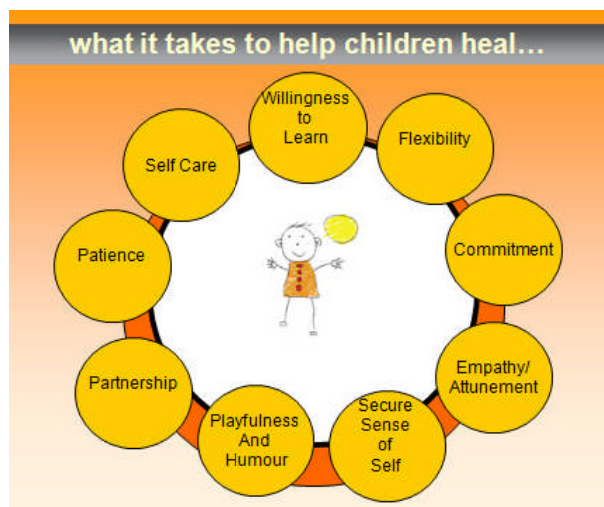 what it takes to help children heal...
Willingness
to
Learn
Flexibility
Commitment
Empathy/
Attunement
Secure
Sense
of
Self
Playfulness
And
Humour
Partnership
Patience
Self Care